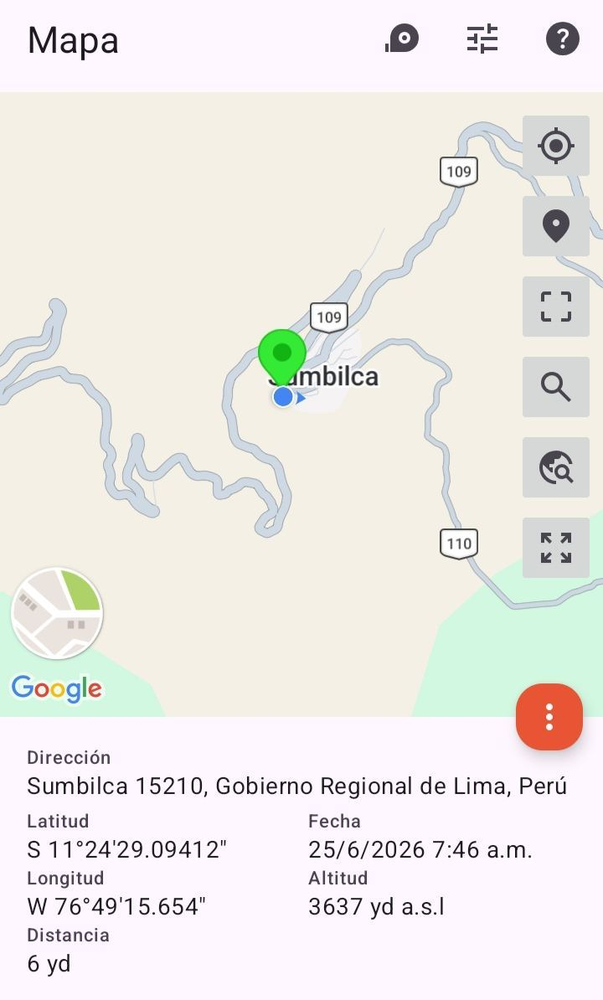 Mapa
109
109
Sumbilca
110
Google
Dirección
Sumbilca 15210, Gobierno Regional de Lima, Perú
Latitud
S 11°24'29.09412"
Fecha
25/6/2026 7:46 a.m.
Longitud
W 76°49'15.654"
Altitud
3637 yd a.s.l
Distancia
6 yd